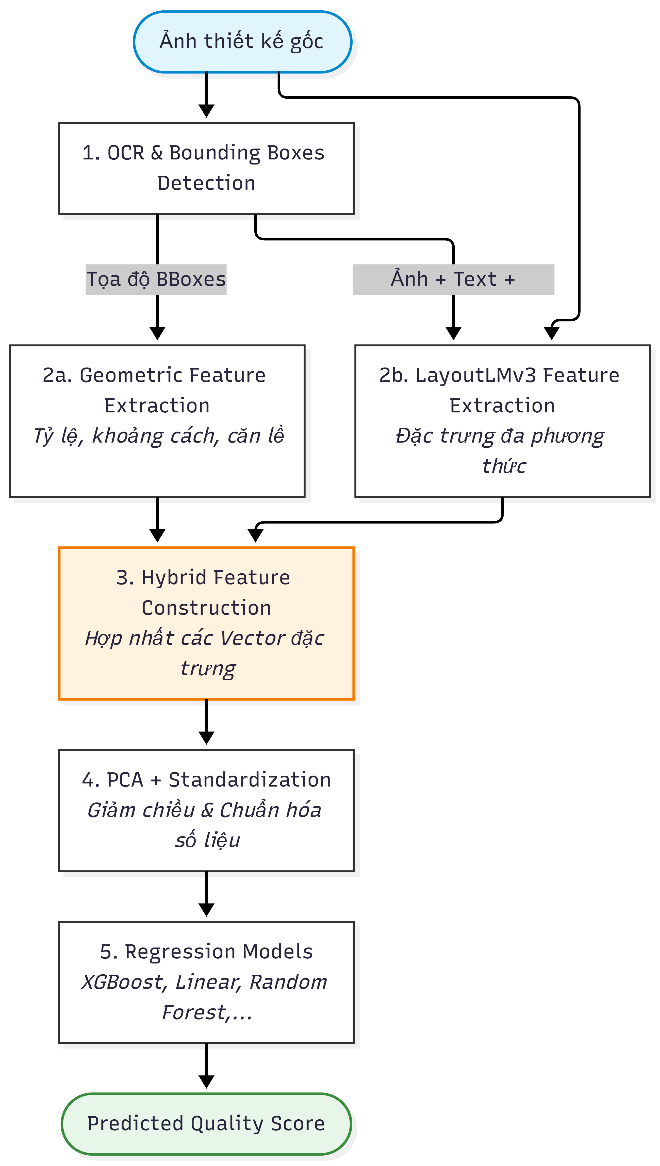 Ảnh thiết kế gốc
1. OCR & Bounding Boxes
Detection
Tọa độ BBoxes
Ảnh + Text +
2a. Geometric Feature
Extraction
Tỷ lệ, khoảng cách, căn lề
2b. LayoutLMv3 Feature
Extraction
Đặc trưng đa phương
thức
3. Hybrid Feature
Construction
Hợp nhất các Vector đặc
trưng
4. PCA + Standardization
Giảm chiều & Chuẩn hóa
số liệu
5. Regression Models
XGBoost, Linear, Random
Forest,...
Predicted Quality Score